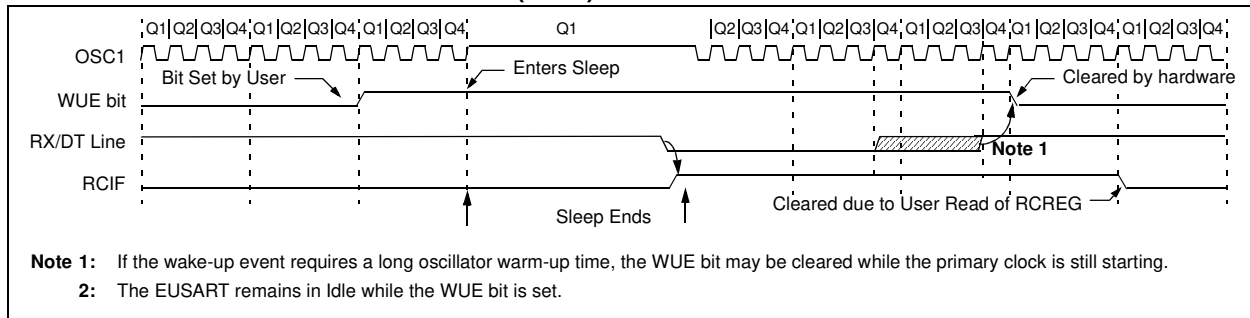 Q1 Q2 Q3 Q4 Q1 Q2 Q3 Q4 Q1 Q2 Q3 Q4 Q1 Q2 Q3 Q4 Q1 Q2 Q3 Q4 Q1 Q2 Q3 Q4 Q1 Q2 Q3 Q4 Q1 Q2 Q3 Q4
OSC1
Bit Set by User
Enters Sleep
Cleared by hardware
WUE bit
RX/DT Line
Note 1
RCIF
Sleep Ends
Cleared due to User Read of RCREG
Note 1: If the wake-up event requires a long oscillator warm-up time, the WUE bit may be cleared while the primary clock is still starting.
2: The EUSART remains in Idle while the WUE bit is set.